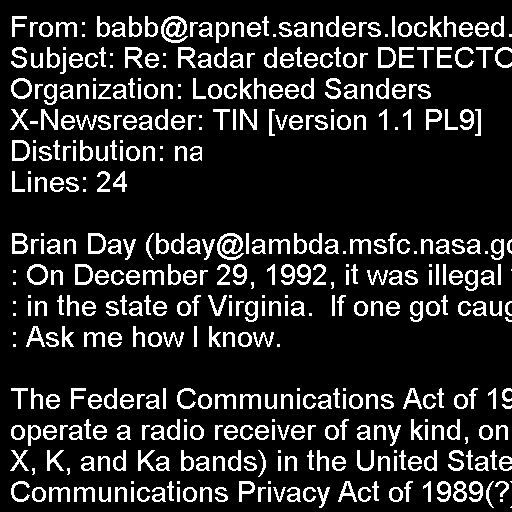 From: babb@rapnet.sanders.lockheed.
Subject: Re: Radar detector DETECTO
Organization: Lockheed Sanders
X-Newsreader: TIN [version 1.1 PL9]
Distribution: na
Lines: 24

Brian Day (bday@lambda.msfc.nasa.go
: On December 29, 1992, it was illegal
: in the state of Virginia.  If one got caug
: Ask me how I know.

The Federal Communications Act of 19
operate a radio receiver of any kind, on
X, K, and Ka bands) in the United State
Communications Privacy Act of 1989(?)